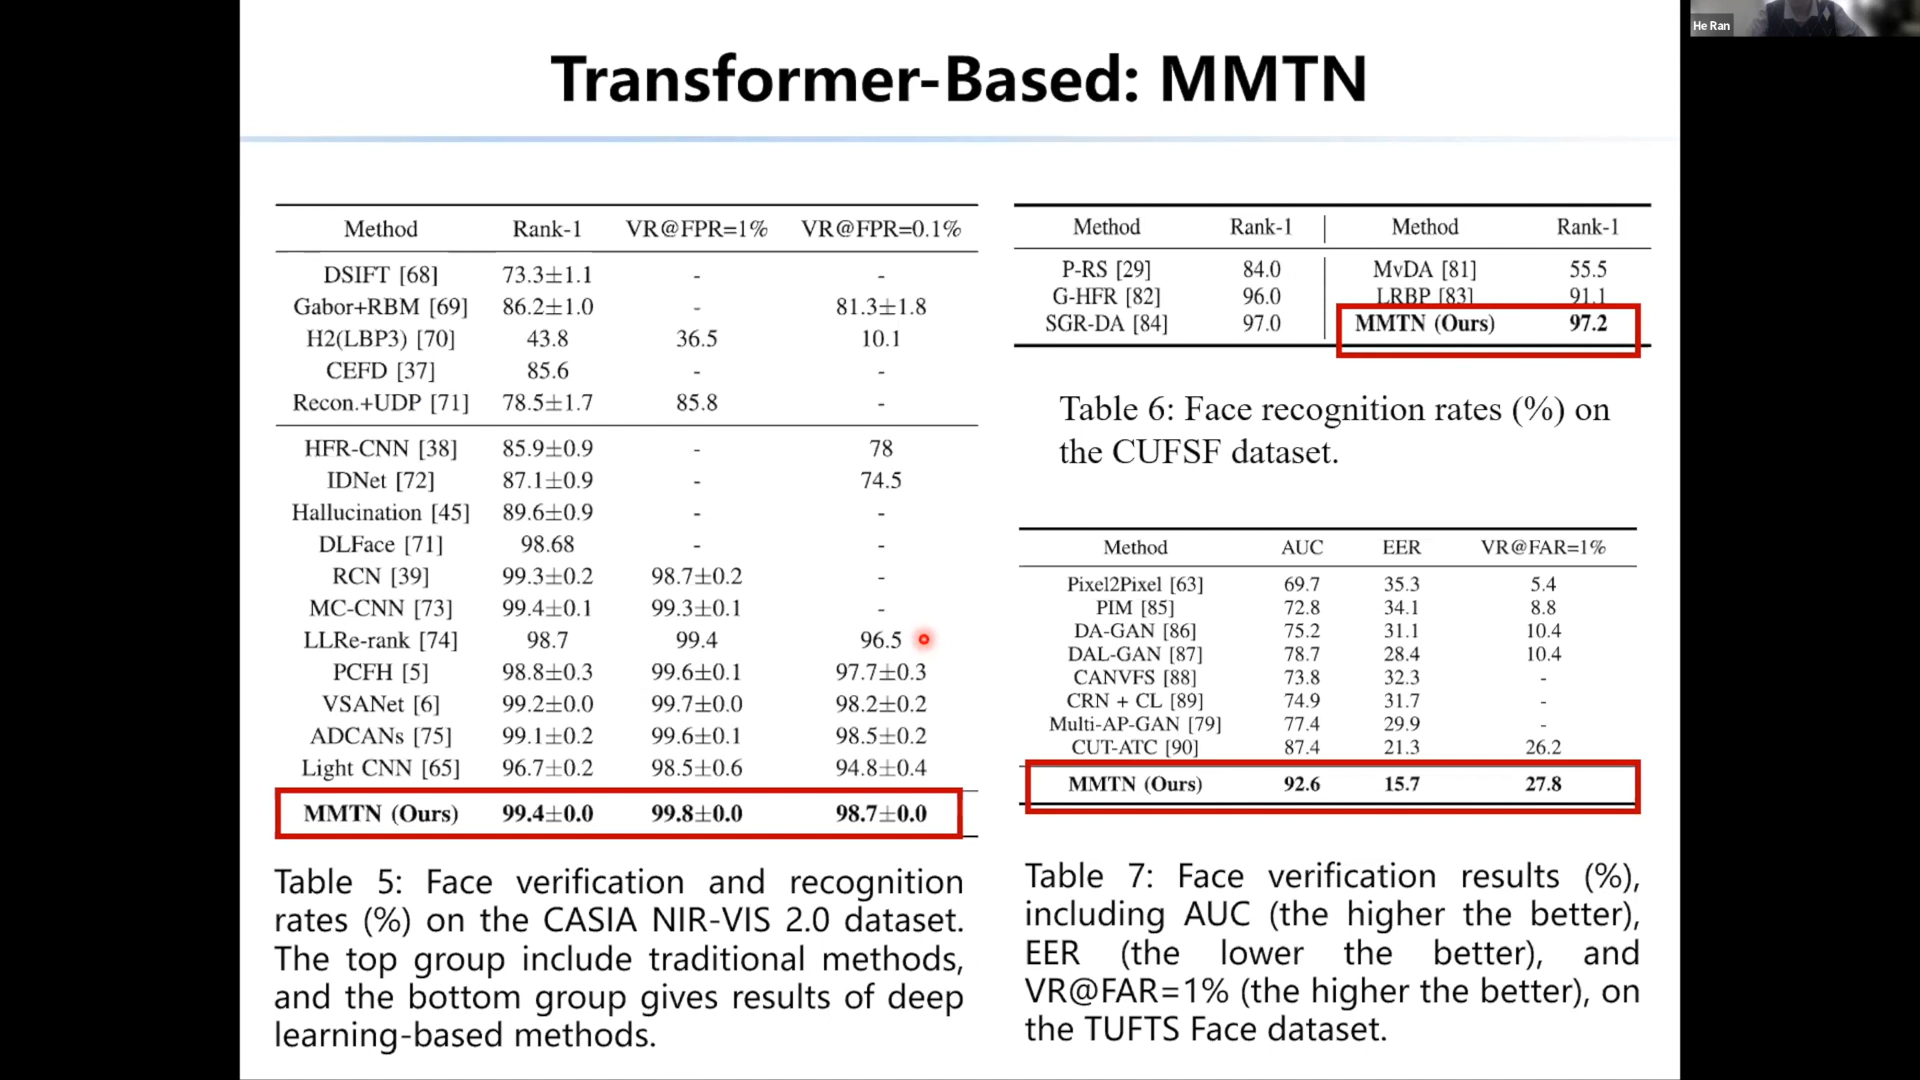 He Ran
Transformer-Based: MMTN
Method Rank-1 VR@FPR=1% VR@FPR=0.1%
DSIFT [68] 73.3±1.1 - -
Gabor+RBM [69] 86.2±1.0 - 81.3±1.8
H2(LBP3) [70] 43.8 36.5 10.1
CEFD [37] 85.6 - -
Recon.+UDP [71] 78.5±1.7 85.8 -
HFR-CNN [38] 85.9±0.9 - 78
IDNet [72] 87.1±0.9 - 74.5
Hallucination [45] 89.6±0.9 - -
DLFace [71] 98.68 - -
RCN [39] 99.3±0.2 98.7±0.2 -
MC-CNN [73] 99.4±0.1 99.3±0.1 -
LLRe-rank [74] 98.7 99.4 96.5
PCFH [5] 98.8±0.3 99.6±0.1 97.7±0.3
VSANet [6] 99.2±0.0 99.7±0.0 98.2±0.2
ADCANs [75] 99.1±0.2 99.6±0.1 98.5±0.2
Light CNN [65] 96.7±0.2 98.5±0.6 94.8±0.4
MMTN (Ours) 99.4±0.0 99.8±0.0 98.7±0.0
Table 5: Face verification and recognition
rates (%) on the CASIA NIR-VIS 2.0 dataset.
The top group include traditional methods,
and the bottom group gives results of deep
learning-based methods.
Method Rank-1 Method Rank-1
P-RS [29] 84.0 MvDA [81] 55.5
G-HFR [82] 96.0 LRBP [83] 91.1
SGR-DA [84] 97.0 MMTN (Ours) 97.2
Table 6: Face recognition rates (%) on
the CUFSF dataset.
Method AUC EER VR@FAR=1%
Pixel2Pixel [63] 69.7 35.3 5.4
PIM [85] 72.8 34.1 8.8
DA-GAN [86] 75.2 31.1 10.4
DAL-GAN [87] 78.7 28.4 10.4
CANVFS [88] 73.8 32.3 -
CRN + CL [89] 74.9 31.7 -
Multi-AP-GAN [79] 77.4 29.9 -
CUT-ATC [90] 87.4 21.3 26.2
MMTN (Ours) 92.6 15.7 27.8
Table 7: Face verification results (%),
including AUC (the higher the better),
EER (the lower the better), and
VR@FAR=1% (the higher the better), on
the TUFTS Face dataset.